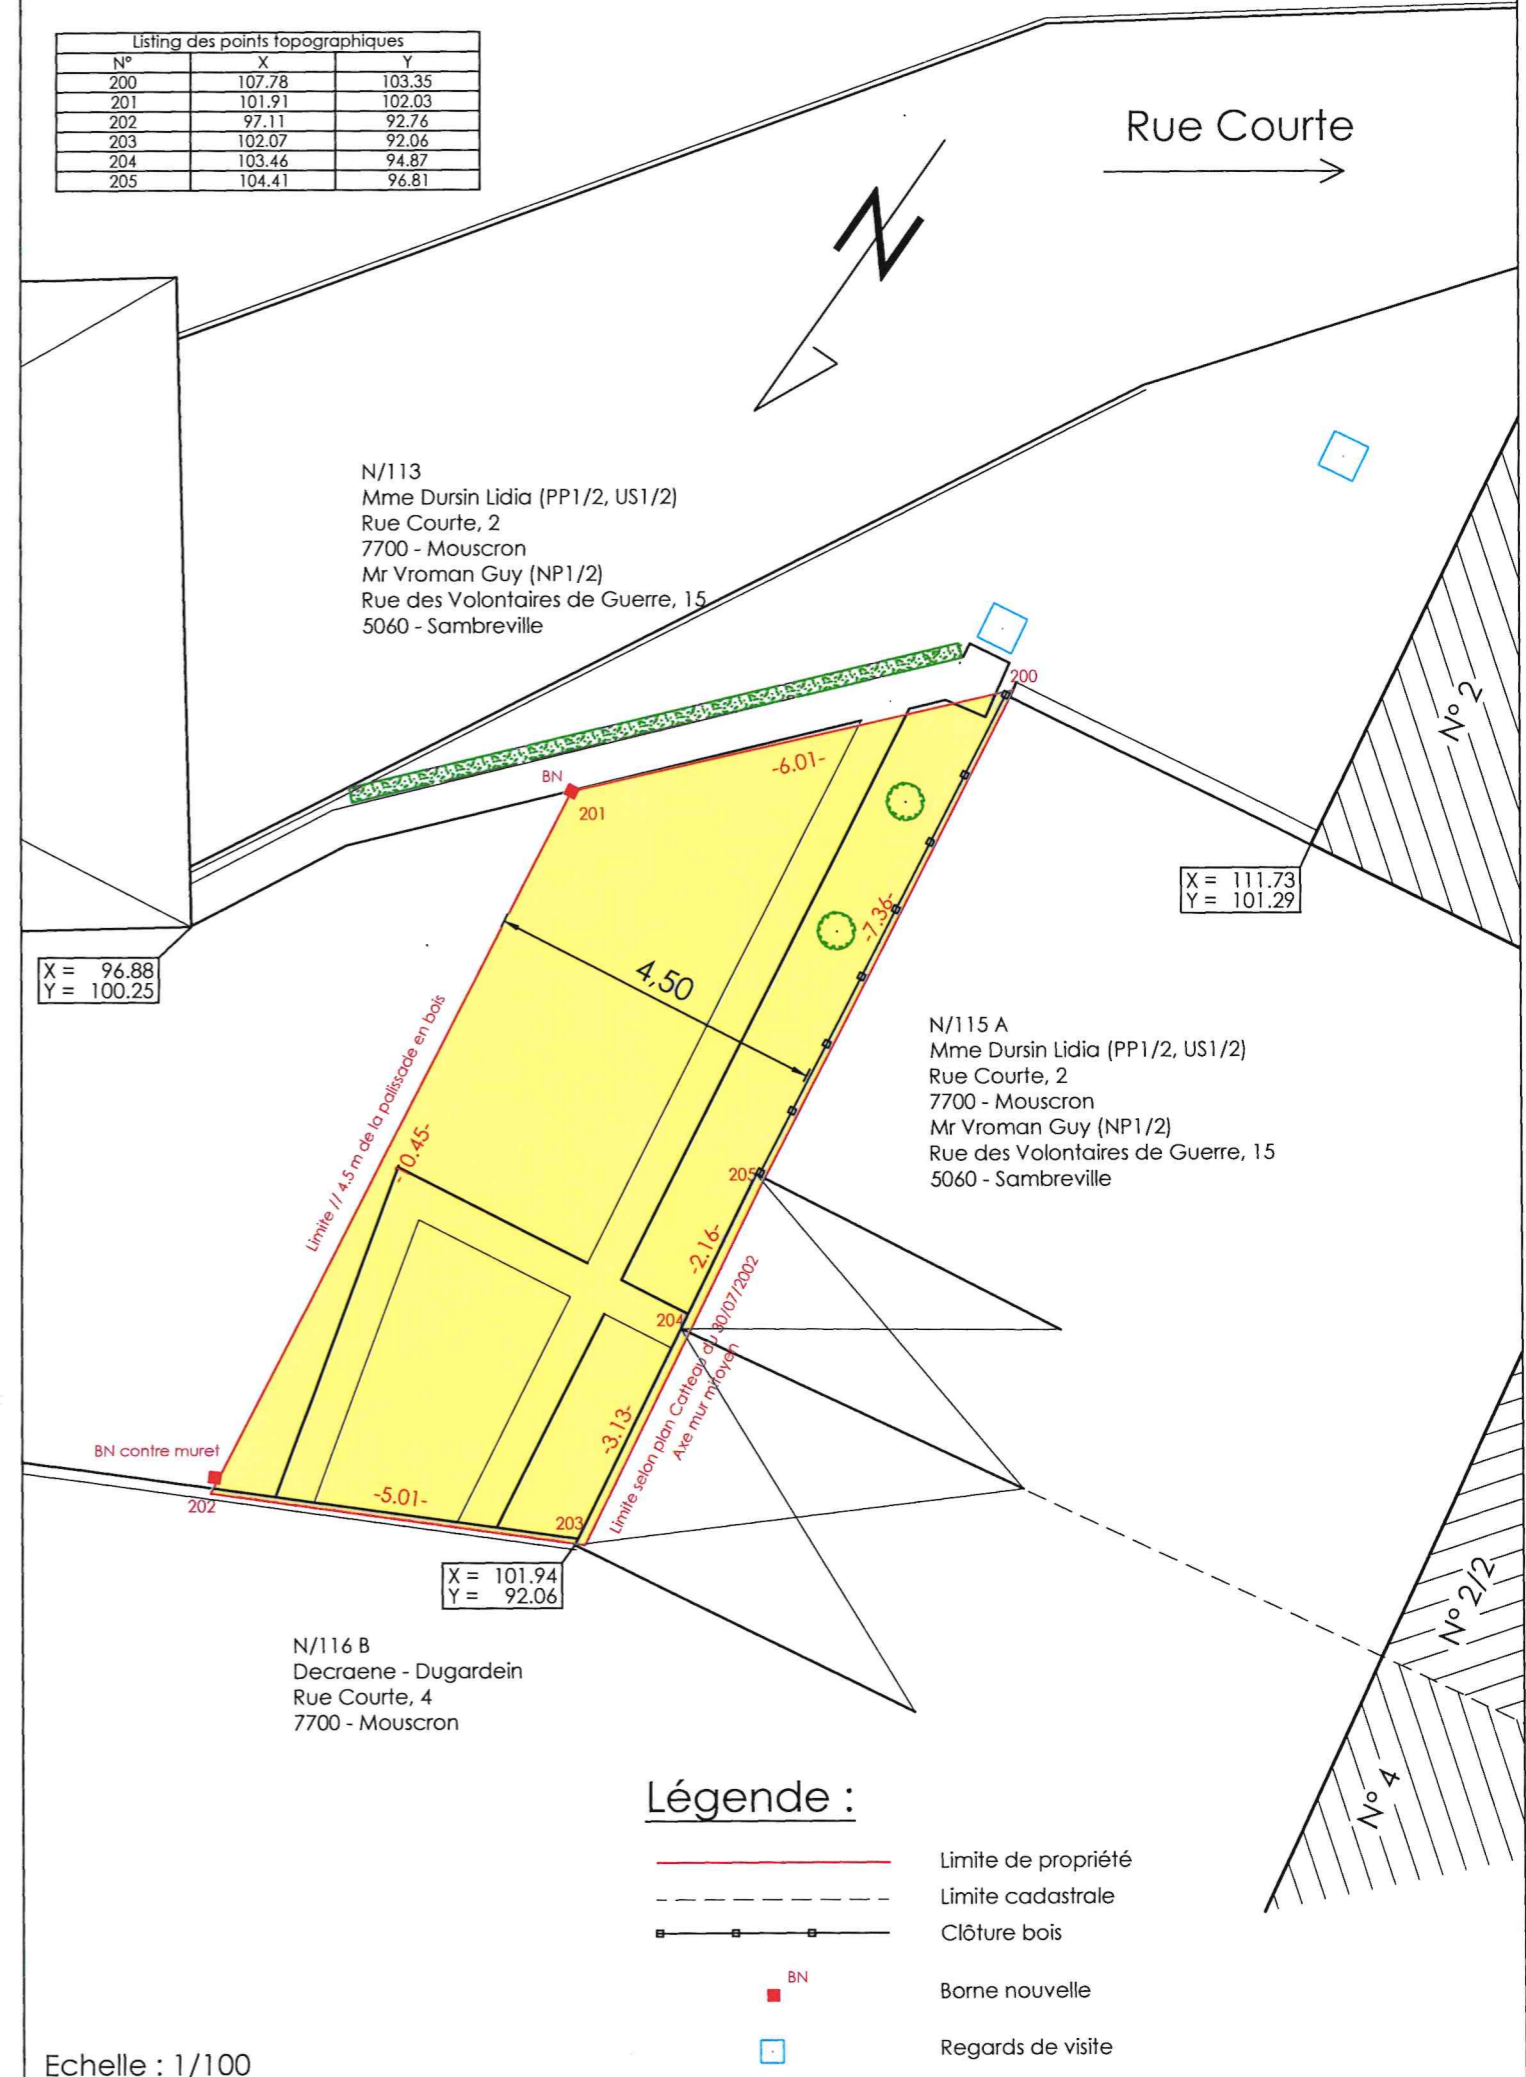 Listing des points topographiques
N° X Y
200 107.78 103.35
201 101.91 102.03
202 97.11 92.76
203 102.07 92.06
204 103.46 94.87
205 104.41 96.81
Rue Courte
N
N/113
Mme Dursin Lidia (PP1/2, US1/2)
Rue Courte, 2
7700 - Mouscron
Mr Vroman Guy (NP1/2)
Rue des Volontaires de Guerre, 15
5060 - Sambreville
200
N° 2
BN
201
-6.01-
X = 111.73
Y = 101.29
-7.36-
X = 96.88
Y = 100.25
4,50
Limite // 4.5 m de la palissade en bois
-10.45-
N/115 A
Mme Dursin Lidia (PP1/2, US1/2)
Rue Courte, 2
7700 - Mouscron
Mr Vroman Guy (NP1/2)
Rue des Volontaires de Guerre, 15
5060 - Sambreville
205
-2.16-
204
Limite selon plan Catteau du 30/07/2002
Axe mur mitoyen
-3.13-
BN contre muret
202
-5.01-
203
X = 101.94
Y = 92.06
N° 2/2
N/116 B
Decraene - Dugardein
Rue Courte, 4
7700 - Mouscron
N° 4
Légende :
Limite de propriété
Limite cadastrale
Clôture bois
BN
Borne nouvelle
Regards de visite
Echelle : 1/100